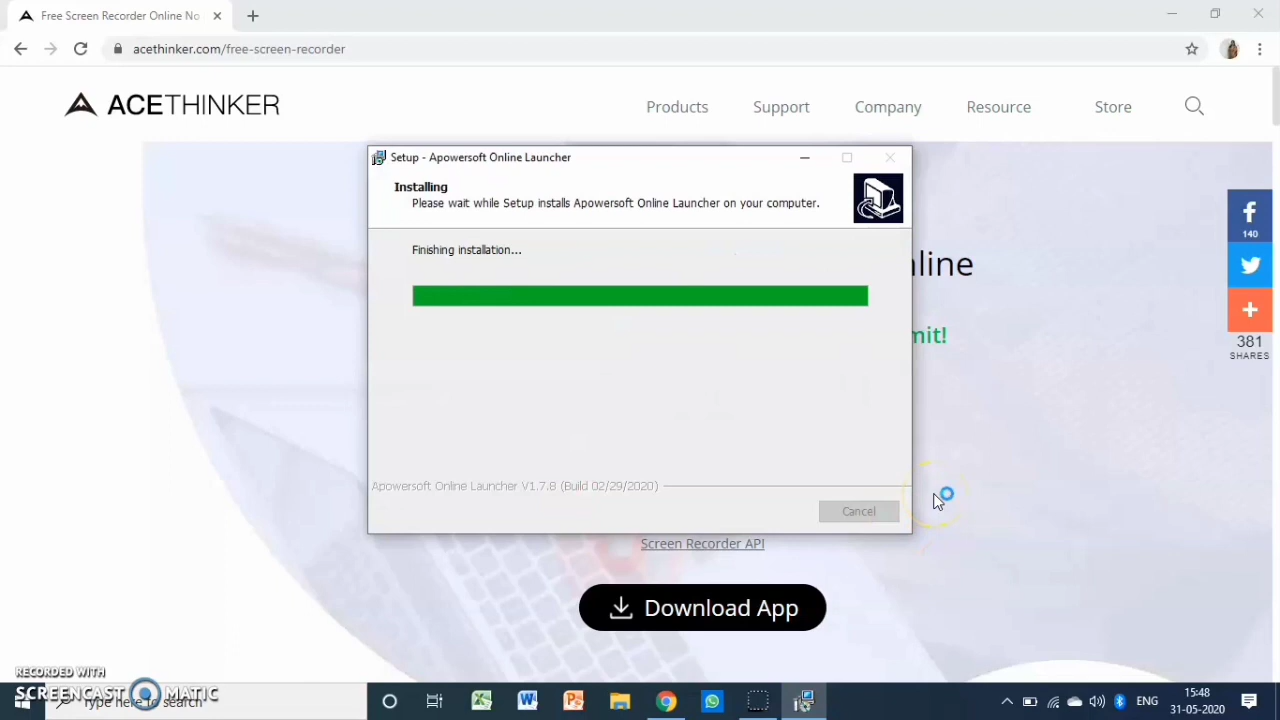 Free Screen Recorder Online No
acethinker.com/free-screen-recorder
ACETHINKER
Products Support Company Resource Store
Setup - Apowersoft Online Launcher
Installing
Please wait while Setup installs Apowersoft Online Launcher on your computer.
Finishing installation...
nline
mit!
140
381
SHARES
Apowersoft Online Launcher V1.7.8 (Build 02/29/2020)
Cancel
Screen Recorder API
Download App
RECORDED WITH
SCREENCAST MATIC
Type here to search
ENG
15:48
31-05-2020